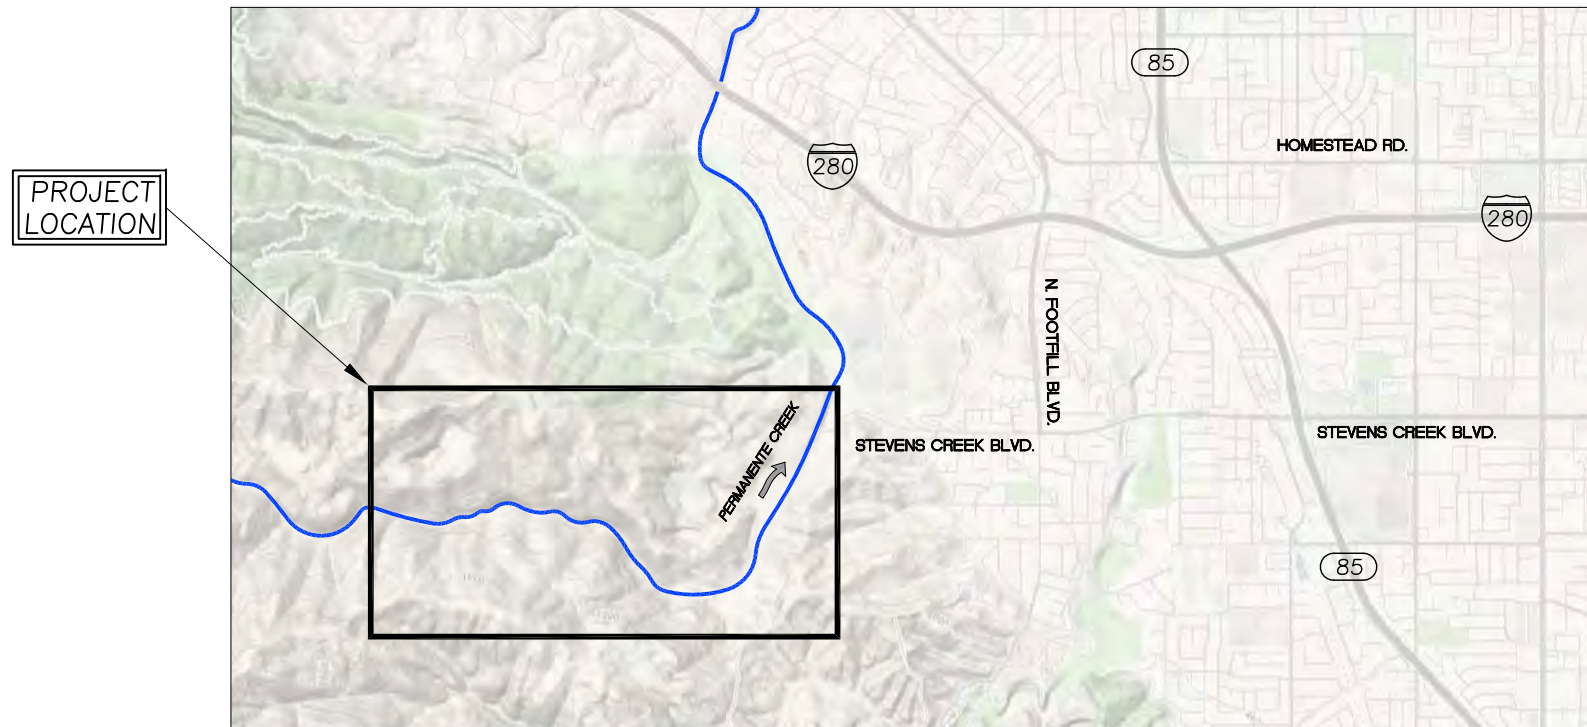 85
HOMESTEAD RD.
280
PROJECT
LOCATION
280
N. FOOTFILL BLVD.
PERMANENTE CREEK
STEVENS CREEK BLVD.
STEVENS CREEK BLVD.
85